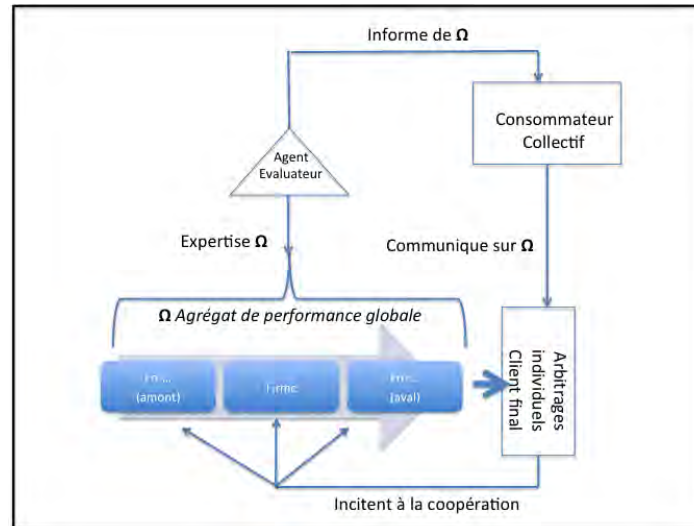 Informe de Ω
Consommateur
Collectif
Agent
Evaluateur
Expertise Ω
Communique sur Ω
Ω Agrégat de performance globale
(amont)
Firme
(aval)
Arbitrages
individuels
Client final
Incitent à la coopération